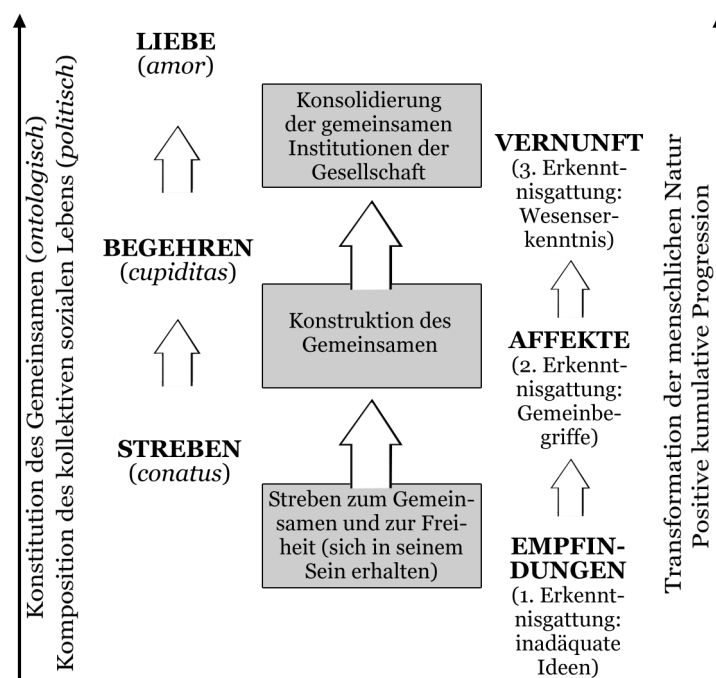 Konstitution des Gemeinsamen (ontologisch)
Komposition des kollektiven sozialen Lebens (politisch)
LIEBE
(amor)
BEGEHREN
(cupiditas)
STREBEN
(conatus)
Konsolidierung
der gemeinsamen
Institutionen der
Gesellschaft
Konstruktion des
Gemeinsamen
Streben zum Gemein-
samen und zur Frei-
heit (sich in seinem
Sein erhalten)
VERNUNFT
(3. Erkennt-
nisgattung:
Wesenser-
kenntnis)
AFFEKTE
(2. Erkennt-
nisgattung:
Gemeinbe-
griffe)
EMPFIN-
DUNGEN
(1. Erkennt-
nisgattung:
inadäquate
Ideen)
Transformation der menschlichen Natur
Positive kumulative Progression